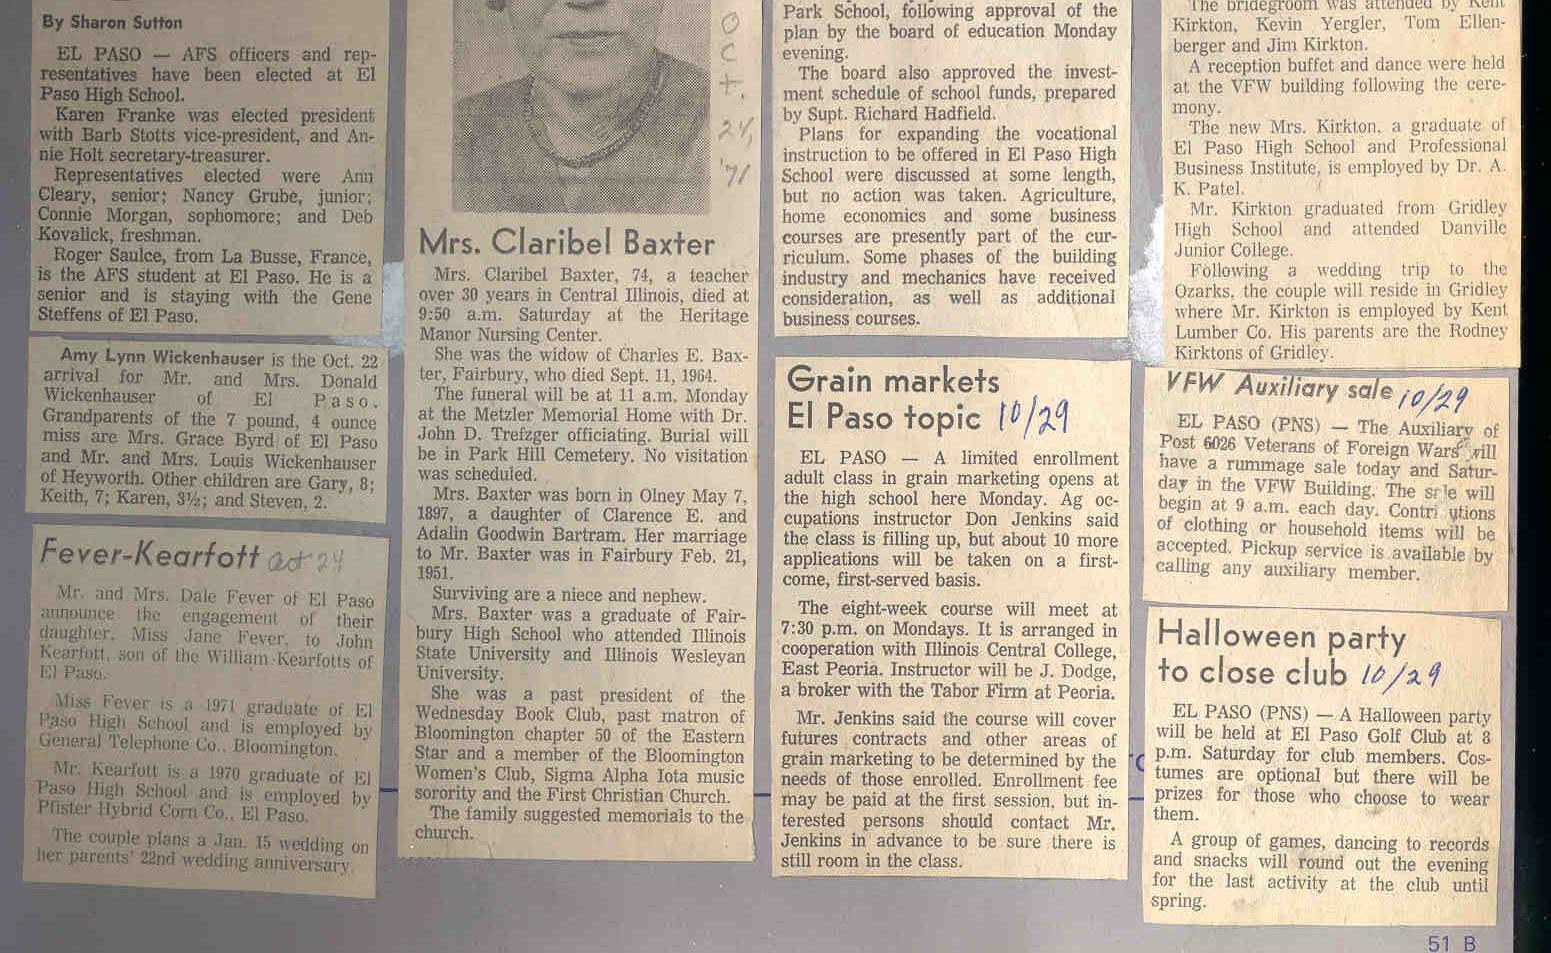 By Sharon Sutton
EL PASO — AFS officers and rep-
resentatives have been elected at El
Paso High School.
Karen Franke was elected president
with Barb Stotts vice-president, and An-
nie Holt secretary-treasurer.
Representatives elected were Ann
Cleary, senior; Nancy Grube, junior;
Connie Morgan, sophomore; and Deb
Kovalick, freshman.
Roger Saulce, from La Busse, France,
is the AFS student at El Paso. He is a
senior and is staying with the Gene
Steffens of El Paso.
Amy Lynn Wickenhauser is the Oct. 22
arrival for Mr. and Mrs. Donald
Wickenhauser of El Paso.
Grandparents of the 7 pound, 4 ounce
miss are Mrs. Grace Byrd of El Paso
and Mr. and Mrs. Louis Wickenhauser
of Heyworth. Other children are Gary, 8;
Keith, 7; Karen, 3½; and Steven, 2.
Fever-Kearfott Oct 24
Mr. and Mrs. Dale Fever of El Paso
announce the engagement of their
daughter, Miss Jane Fever, to John
Kearfott, son of the William Kearfotts of
El Paso.
Miss Fever is a 1971 graduate of El
Paso High School and is employed by
General Telephone Co., Bloomington.
Mr. Kearfott is a 1970 graduate of El
Paso High School and is employed by
Pfister Hybrid Corn Co., El Paso.
The couple plans a Jan. 15 wedding on
her parents' 22nd wedding anniversary.
Oct.
24,
'71
Mrs. Claribel Baxter
Mrs. Claribel Baxter, 74, a teacher
over 30 years in Central Illinois, died at
9:50 a.m. Saturday at the Heritage
Manor Nursing Center.
She was the widow of Charles E. Bax-
ter, Fairbury, who died Sept. 11, 1964.
The funeral will be at 11 a.m. Monday
at the Metzler Memorial Home with Dr.
John D. Trefzger officiating. Burial will
be in Park Hill Cemetery. No visitation
was scheduled.
Mrs. Baxter was born in Olney May 7,
1897, a daughter of Clarence E. and
Adalin Goodwin Bartram. Her marriage
to Mr. Baxter was in Fairbury Feb. 21,
1951.
Surviving are a niece and nephew.
Mrs. Baxter was a graduate of Fair-
bury High School who attended Illinois
State University and Illinois Wesleyan
University.
She was a past president of the
Wednesday Book Club, past matron of
Bloomington chapter 50 of the Eastern
Star and a member of the Bloomington
Women's Club, Sigma Alpha Iota music
sorority and the First Christian Church.
The family suggested memorials to the
church.
Park School, following approval of the
plan by the board of education Monday
evening.
The board also approved the invest-
ment schedule of school funds, prepared
by Supt. Richard Hadfield.
Plans for expanding the vocational
instruction to be offered in El Paso High
School were discussed at some length,
but no action was taken. Agriculture,
home economics and some business
courses are presently part of the cur-
riculum. Some phases of the building
industry and mechanics have received
consideration, as well as additional
business courses.
Grain markets
El Paso topic 10/29
EL PASO — A limited enrollment
adult class in grain marketing opens at
the high school here Monday. Ag oc-
cupations instructor Don Jenkins said
the class is filling up, but about 10 more
applications will be taken on a first-
come, first-served basis.
The eight-week course will meet at
7:30 p.m. on Mondays. It is arranged in
cooperation with Illinois Central College,
East Peoria. Instructor will be J. Dodge,
a broker with the Tabor Firm at Peoria.
Mr. Jenkins said the course will cover
futures contracts and other areas of
grain marketing to be determined by the
needs of those enrolled. Enrollment fee
may be paid at the first session, but in-
terested persons should contact Mr.
Jenkins in advance to be sure there is
still room in the class.
The bridegroom was attended by Kent
Kirkton, Kevin Yergler, Tom Ellen-
berger and Jim Kirkton.
A reception buffet and dance were held
at the VFW building following the cere-
mony.
The new Mrs. Kirkton, a graduate of
El Paso High School and Professional
Business Institute, is employed by Dr. A.
K. Patel.
Mr. Kirkton graduated from Gridley
High School and attended Danville
Junior College.
Following a wedding trip to the
Ozarks, the couple will reside in Gridley
where Mr. Kirkton is employed by Kent
Lumber Co. His parents are the Rodney
Kirktons of Gridley.
VFW Auxiliary sale 10/29
EL PASO (PNS) — The Auxiliary of
Post 6026 Veterans of Foreign Wars will
have a rummage sale today and Satur-
day in the VFW Building. The sale will
begin at 9 a.m. each day. Contributions
of clothing or household items will be
accepted. Pickup service is available by
calling any auxiliary member.
Halloween party
to close club 10/29
EL PASO (PNS) — A Halloween party
will be held at El Paso Golf Club at 8
p.m. Saturday for club members. Cos-
tumes are optional but there will be
prizes for those who choose to wear
them.
A group of games, dancing to records
and snacks will round out the evening
for the last activity at the club until
spring.
51 B